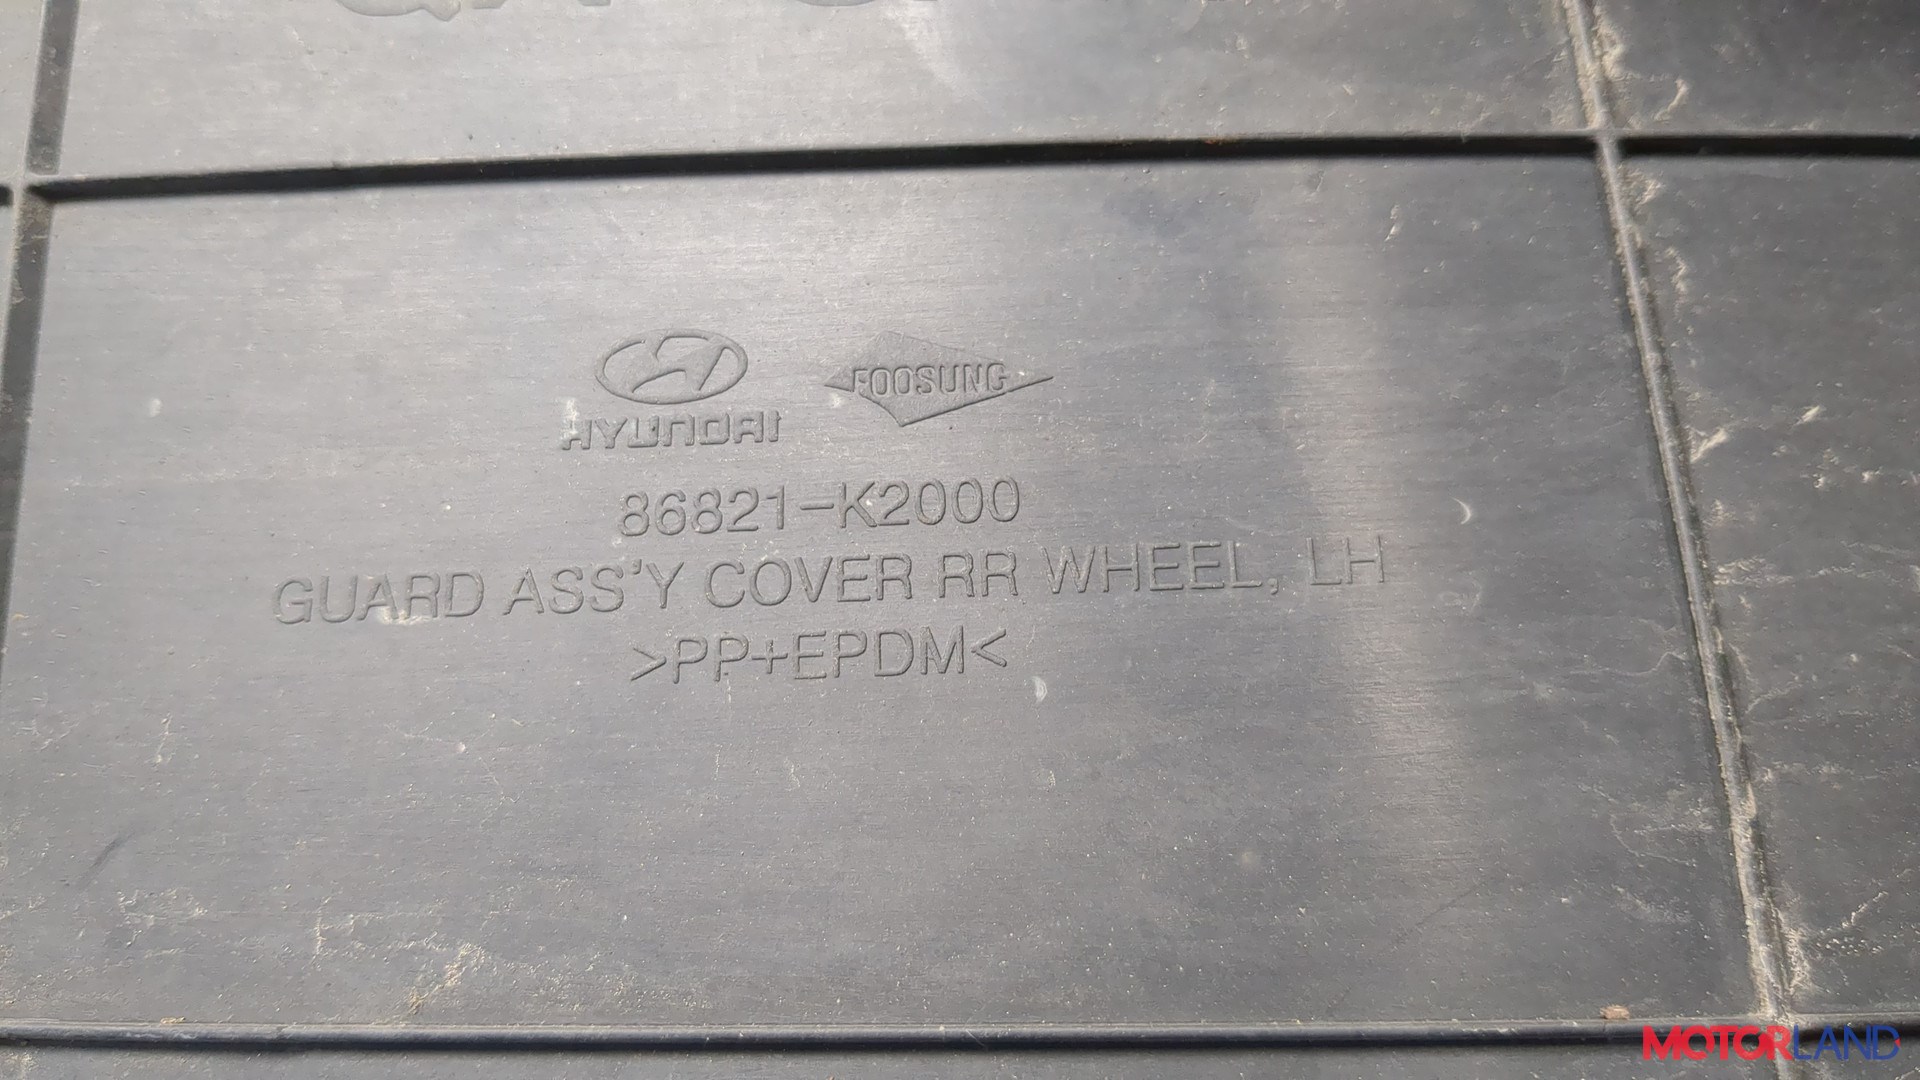 HYUNDAI
FOOSUNG
86821-K2000
GUARD ASS'Y COVER RR WHEEL, LH
>PP+EPDM<
MOTORLAND